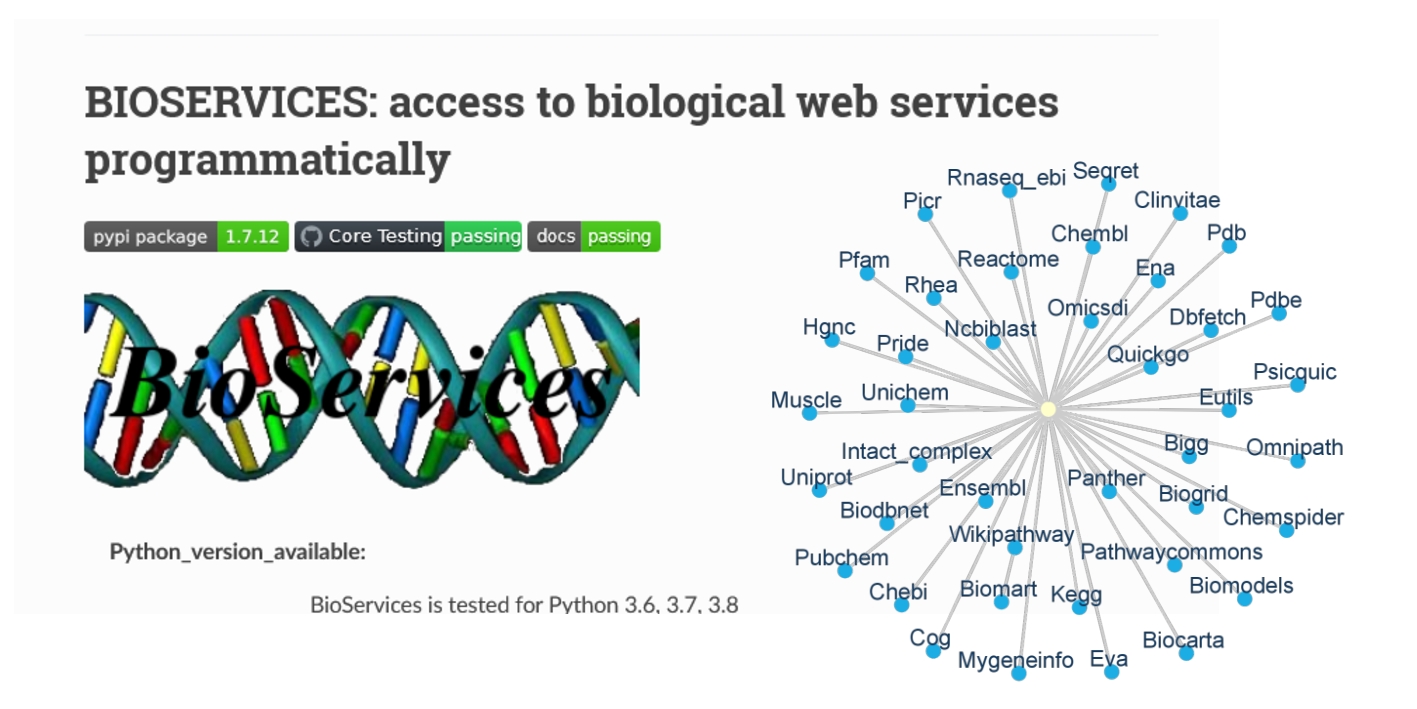 BIOSERVICES: access to biological web services
programmatically
pypi package 1.7.12 Core Testing passing docs passing
BioServices
Python_version_available:
BioServices is tested for Python 3.6, 3.7, 3.8
Rnaseq_ebi
Seqret
Picr
Clinvitae
Chembl
Pdb
Pfam
Reactome
Ena
Rhea
Pdbe
Omicsdi
Dbfetch
Hgnc
Ncbiblast
Pride
Quickgo
Psicquic
Muscle
Unichem
Eutils
Intact_complex
Bigg
Omnipath
Uniprot
Ensembl
Panther
Biogrid
Biodbnet
Chemspider
Wikipathway
Pathwaycommons
Pubchem
Chebi
Biomart
Kegg
Biomodels
Cog
Mygeneinfo
Eva
Biocarta